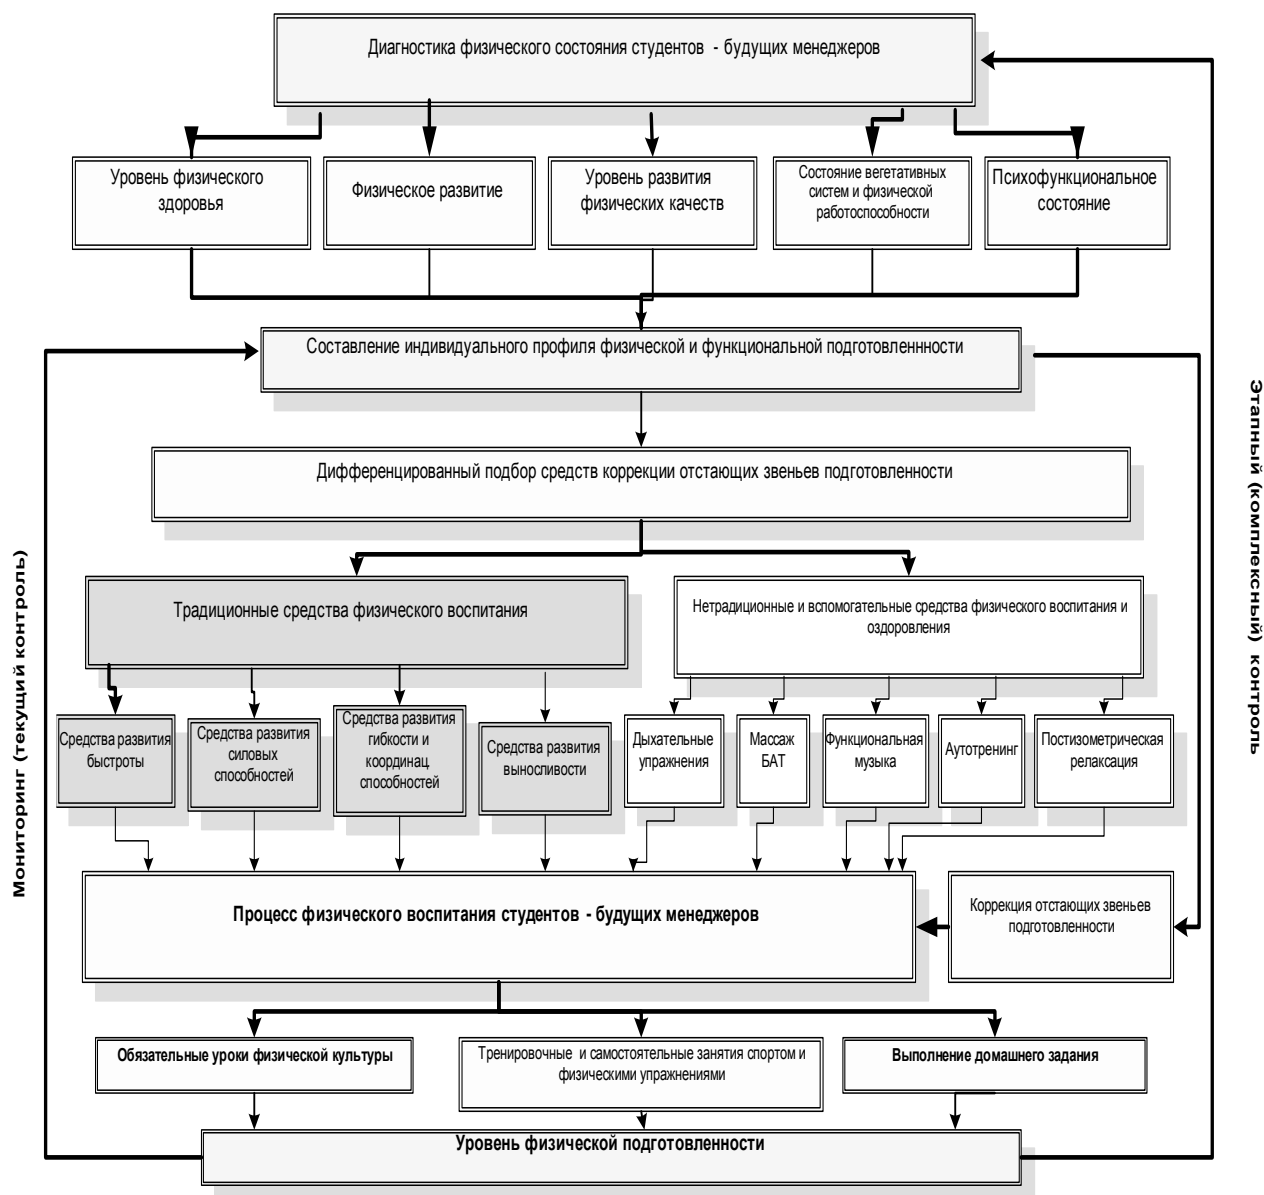 Диагностика физического состояния студентов - будущих менеджеров
Уровень физического
здоровья
Физическое развитие
Уровень развития
физических качеств
Состояние вегетативных
систем и физической
работоспособности
Психофункциональное
состояние
Составление индивидуального профиля физической и функциональной подготовленнности
Дифференцированный подбор средств коррекции отстающих звеньев подготовленности
Традиционные средства физического воспитания
Нетрадиционные и вспомогательные средства физического воспитания и
оздоровления
Средства развития
быстроты
Средства развития
силовых
способностей
Средства развития
гибкости и
координац.
способностей
Средства развития
выносливости
Дыхательные
упражнения
Массаж
БАТ
Функциональная
музыка
Аутотренинг
Постизометрическая
релаксация
Процесс физического воспитания студентов - будущих менеджеров
Коррекция отстающих звеньев
подготовленности
Обязательные уроки физической культуры
Тренировочные и самостоятельные занятия спортом и
физическими упражнениями
Выполнение домашнего задания
Уровень физической подготовленности
Мониторинг (текущий контроль)
Этапный (комплексный) контроль